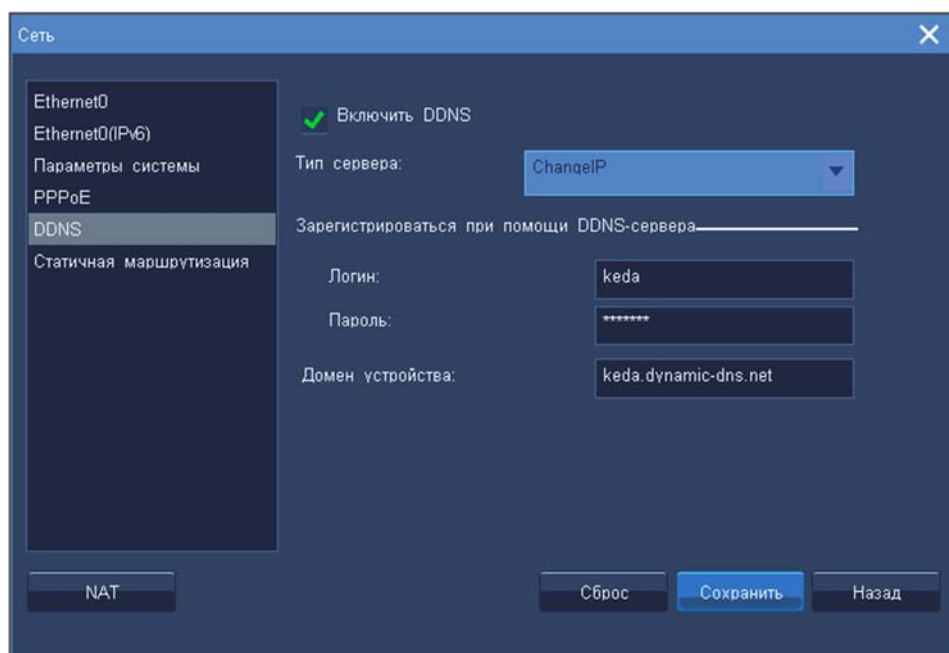 Сеть
Ethernet0
Ethernet0(IPv6)
Параметры системы
PPPoE
DDNS
Статичная маршрутизация
Включить DDNS
Тип сервера:
ChangeIP
Зарегистрироваться при помощи DDNS-сервера
Логин:
keda
Пароль:
*******
Домен устройства:
keda.dynamic-dns.net
NAT
Сброс
Сохранить
Назад